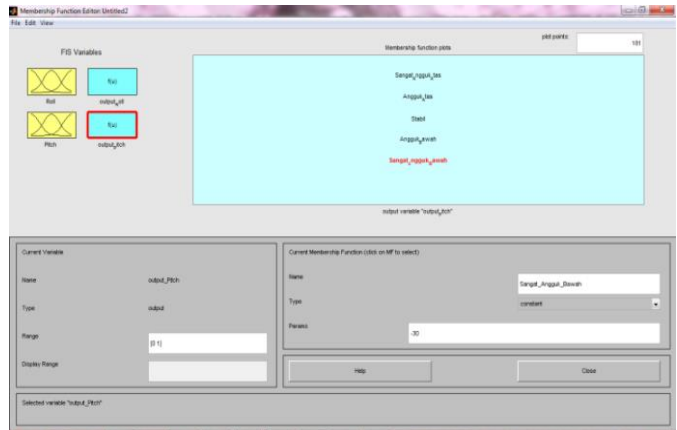 Membership Function Editor: Untitled2
File Edit View
FIS Variables
f(u)
Roll
output_Roll
f(u)
Pitch
output_Pitch
plot points:
181
Membership function plots
Sangat_Angguk_Atas
Angguk_Atas
Stabil
Angguk_Bawah
Sangat_Angguk_Bawah
output variable "output_Pitch"
Current Variable
Name
output_Pitch
Type
output
Range
[0 1]
Display Range
Current Membership Function (click on MF to select)
Name
Sangat_Angguk_Bawah
Type
constant
Params
-30
Help
Close
Selected variable "output_Pitch"